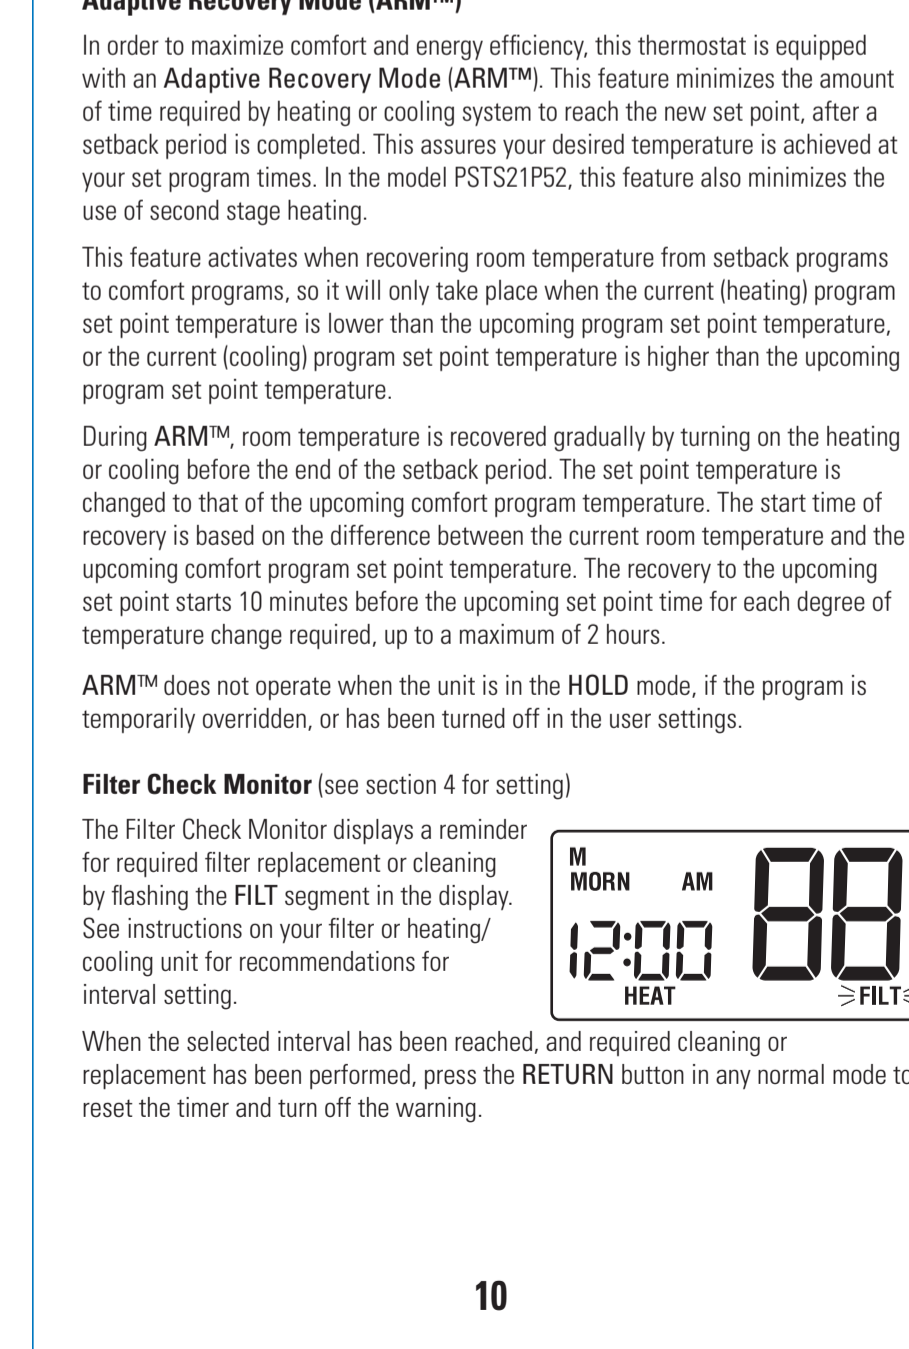 Adaptive Recovery Mode (ARM™)
In order to maximize comfort and energy efficiency, this thermostat is equipped
with an Adaptive Recovery Mode (ARM™). This feature minimizes the amount
of time required by heating or cooling system to reach the new set point, after a
setback period is completed. This assures your desired temperature is achieved at
your set program times. In the model PSTS21P52, this feature also minimizes the
use of second stage heating.
This feature activates when recovering room temperature from setback programs
to comfort programs, so it will only take place when the current (heating) program
set point temperature is lower than the upcoming program set point temperature,
or the current (cooling) program set point temperature is higher than the upcoming
program set point temperature.
During ARM™, room temperature is recovered gradually by turning on the heating
or cooling before the end of the setback period. The set point temperature is
changed to that of the upcoming comfort program temperature. The start time of
recovery is based on the difference between the current room temperature and the
upcoming comfort program set point temperature. The recovery to the upcoming
set point starts 10 minutes before the upcoming set point time for each degree of
temperature change required, up to a maximum of 2 hours.
ARM™ does not operate when the unit is in the HOLD mode, if the program is
temporarily overridden, or has been turned off in the user settings.
Filter Check Monitor (see section 4 for setting)
The Filter Check Monitor displays a reminder
for required filter replacement or cleaning
by flashing the FILT segment in the display.
See instructions on your filter or heating/
cooling unit for recommendations for
interval setting.
M
MORN AM
12:00
88
HEAT
FILT
When the selected interval has been reached, and required cleaning or
replacement has been performed, press the RETURN button in any normal mode to
reset the timer and turn off the warning.
10